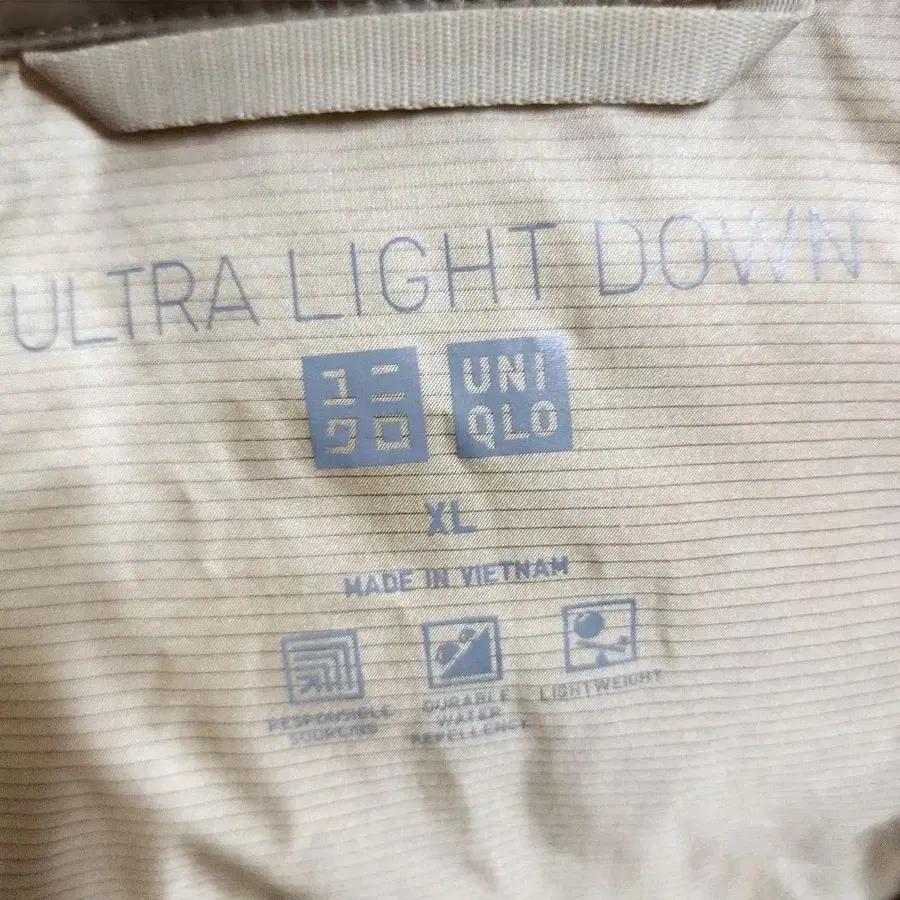 ULTRA LIGHT DOWN
ユニ
クロ
UNI
QLO
XL
MADE IN VIETNAM
RESPONSIBLE
SOURCING
DURABLE
WATER
REPELLENCY
LIGHTWEIGHT